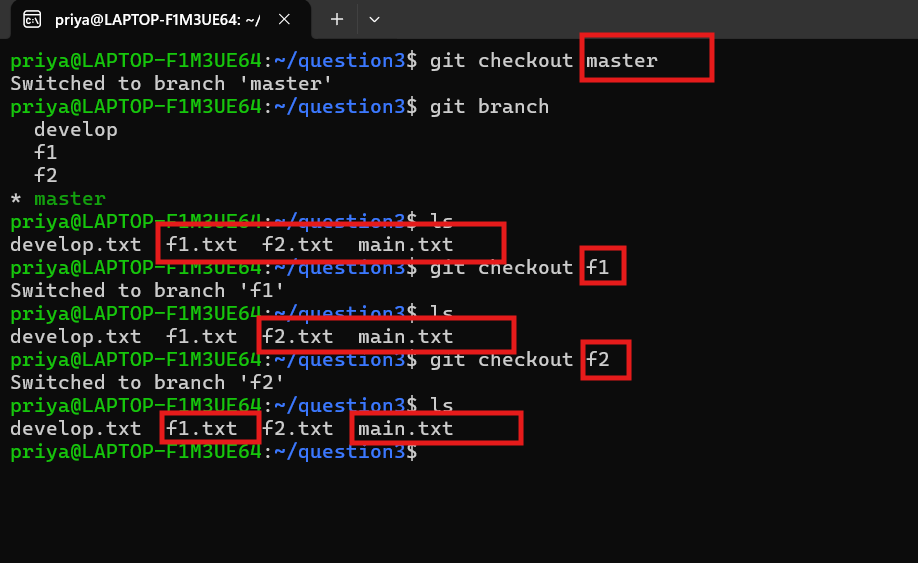 priya@LAPTOP-F1M3UE64: ~/
priya@LAPTOP-F1M3UE64:~/question3$ git checkout master
Switched to branch 'master'
priya@LAPTOP-F1M3UE64:~/question3$ git branch
  develop
  f1
  f2
* master
priya@LAPTOP-F1M3UE64:~/question3$ ls
develop.txt  f1.txt  f2.txt  main.txt
priya@LAPTOP-F1M3UE64:~/question3$ git checkout f1
Switched to branch 'f1'
priya@LAPTOP-F1M3UE64:~/question3$ ls
develop.txt  f1.txt  f2.txt  main.txt
priya@LAPTOP-F1M3UE64:~/question3$ git checkout f2
Switched to branch 'f2'
priya@LAPTOP-F1M3UE64:~/question3$ ls
develop.txt  f1.txt  f2.txt  main.txt
priya@LAPTOP-F1M3UE64:~/question3$